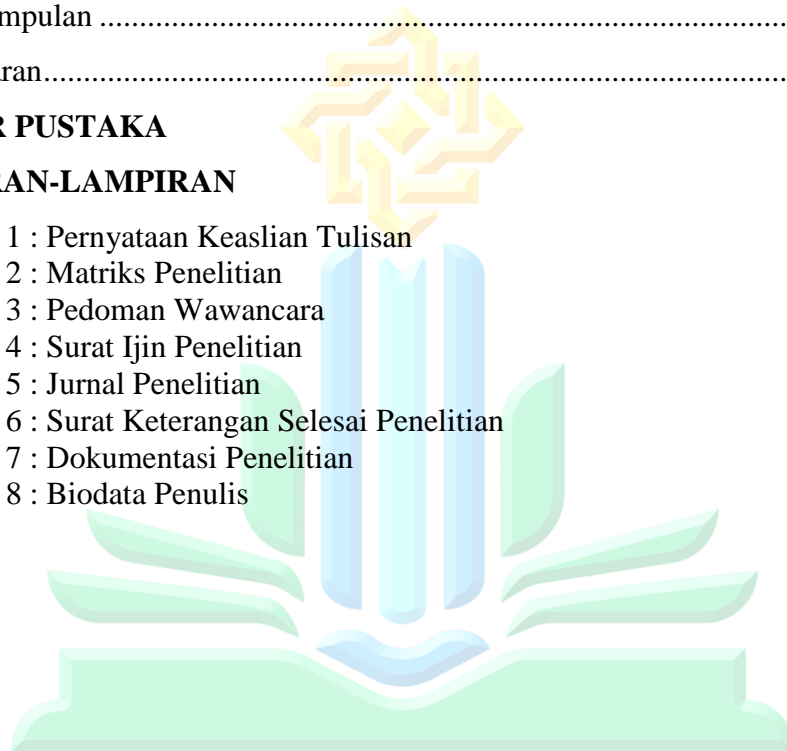 mpulan ....................................................................................
ran...........................................................................................
R PUSTAKA
RAN-LAMPIRAN
1 : Pernyataan Keaslian Tulisan
2 : Matriks Penelitian
3 : Pedoman Wawancara
4 : Surat Ijin Penelitian
5 : Jurnal Penelitian
6 : Surat Keterangan Selesai Penelitian
7 : Dokumentasi Penelitian
8 : Biodata Penulis